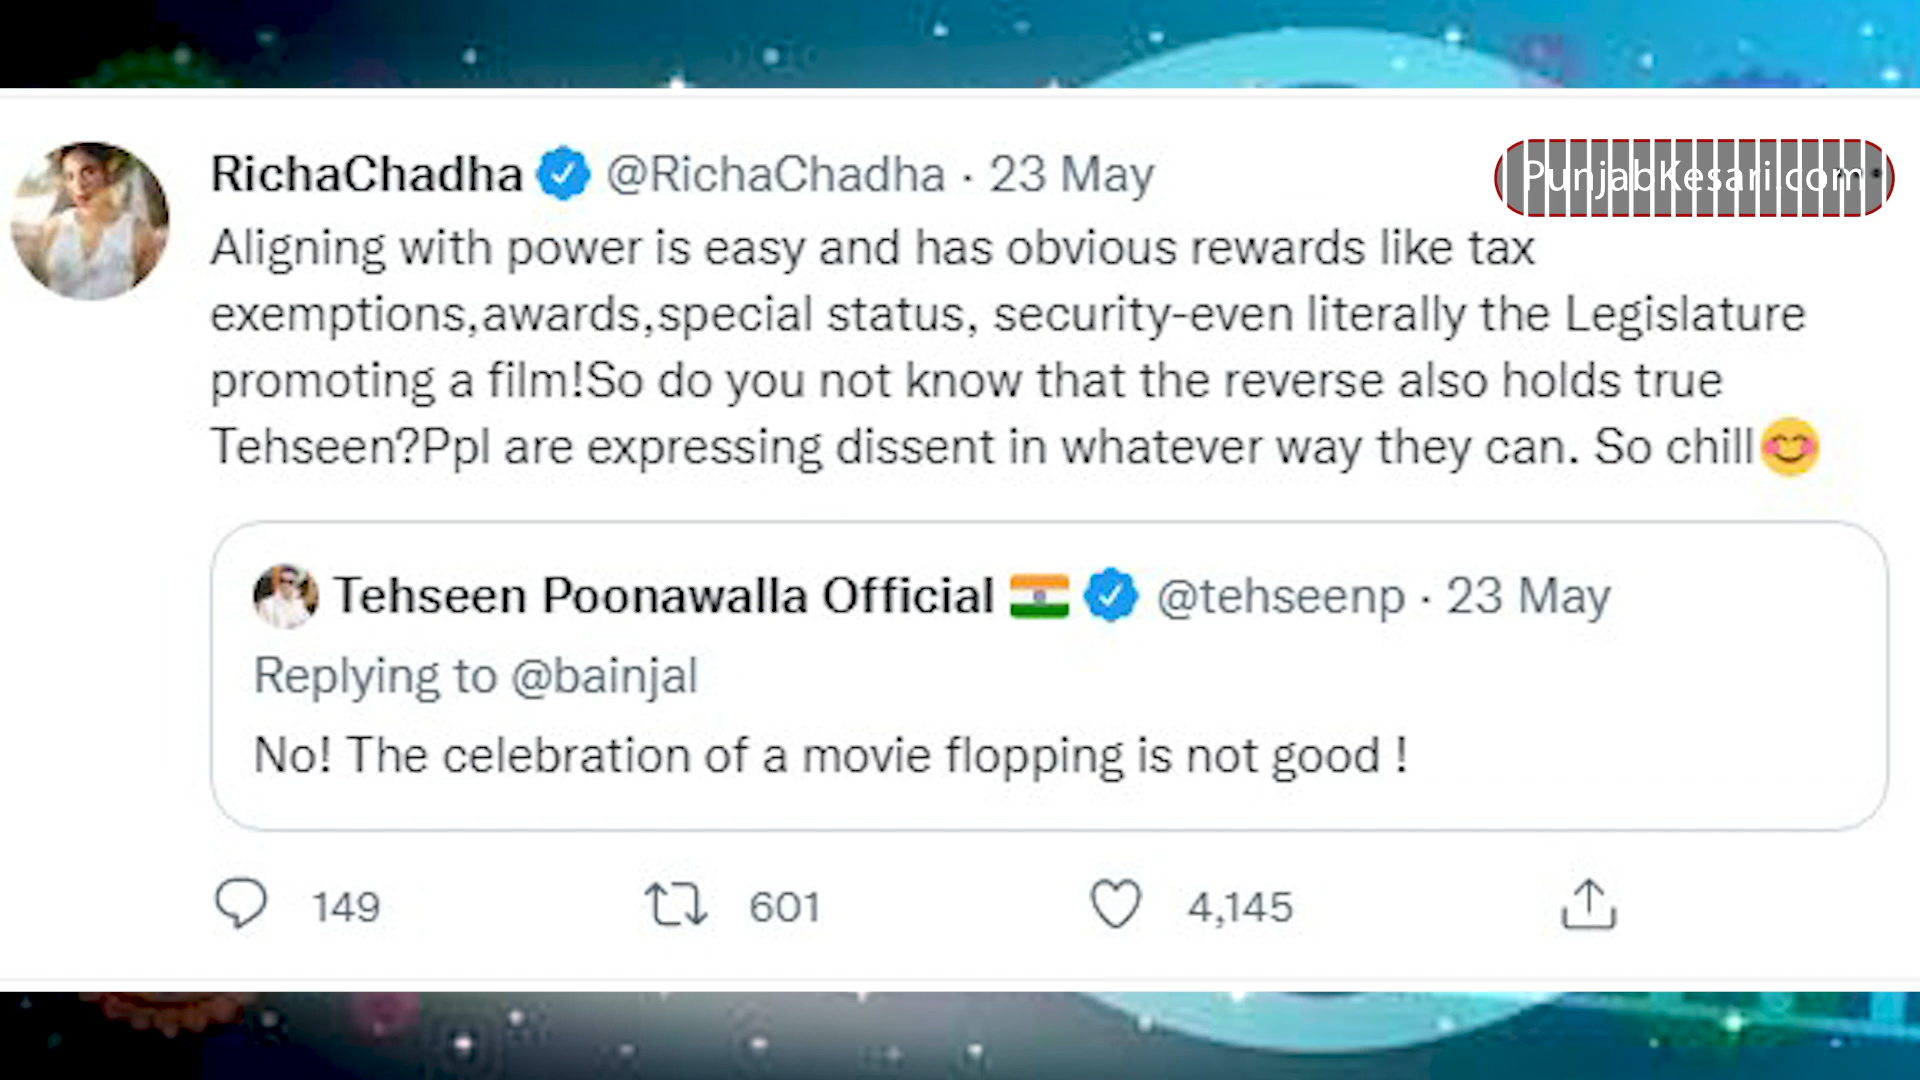 RichaChadha @RichaChadha · 23 May
PunjabKesari.com
Aligning with power is easy and has obvious rewards like tax
exemptions,awards,special status, security-even literally the Legislature
promoting a film!So do you not know that the reverse also holds true
Tehseen?Ppl are expressing dissent in whatever way they can. So chill😊
Tehseen Poonawalla Official 🇮🇳 @tehseenp · 23 May
Replying to @bainjal
No! The celebration of a movie flopping is not good !
149 601 4,145